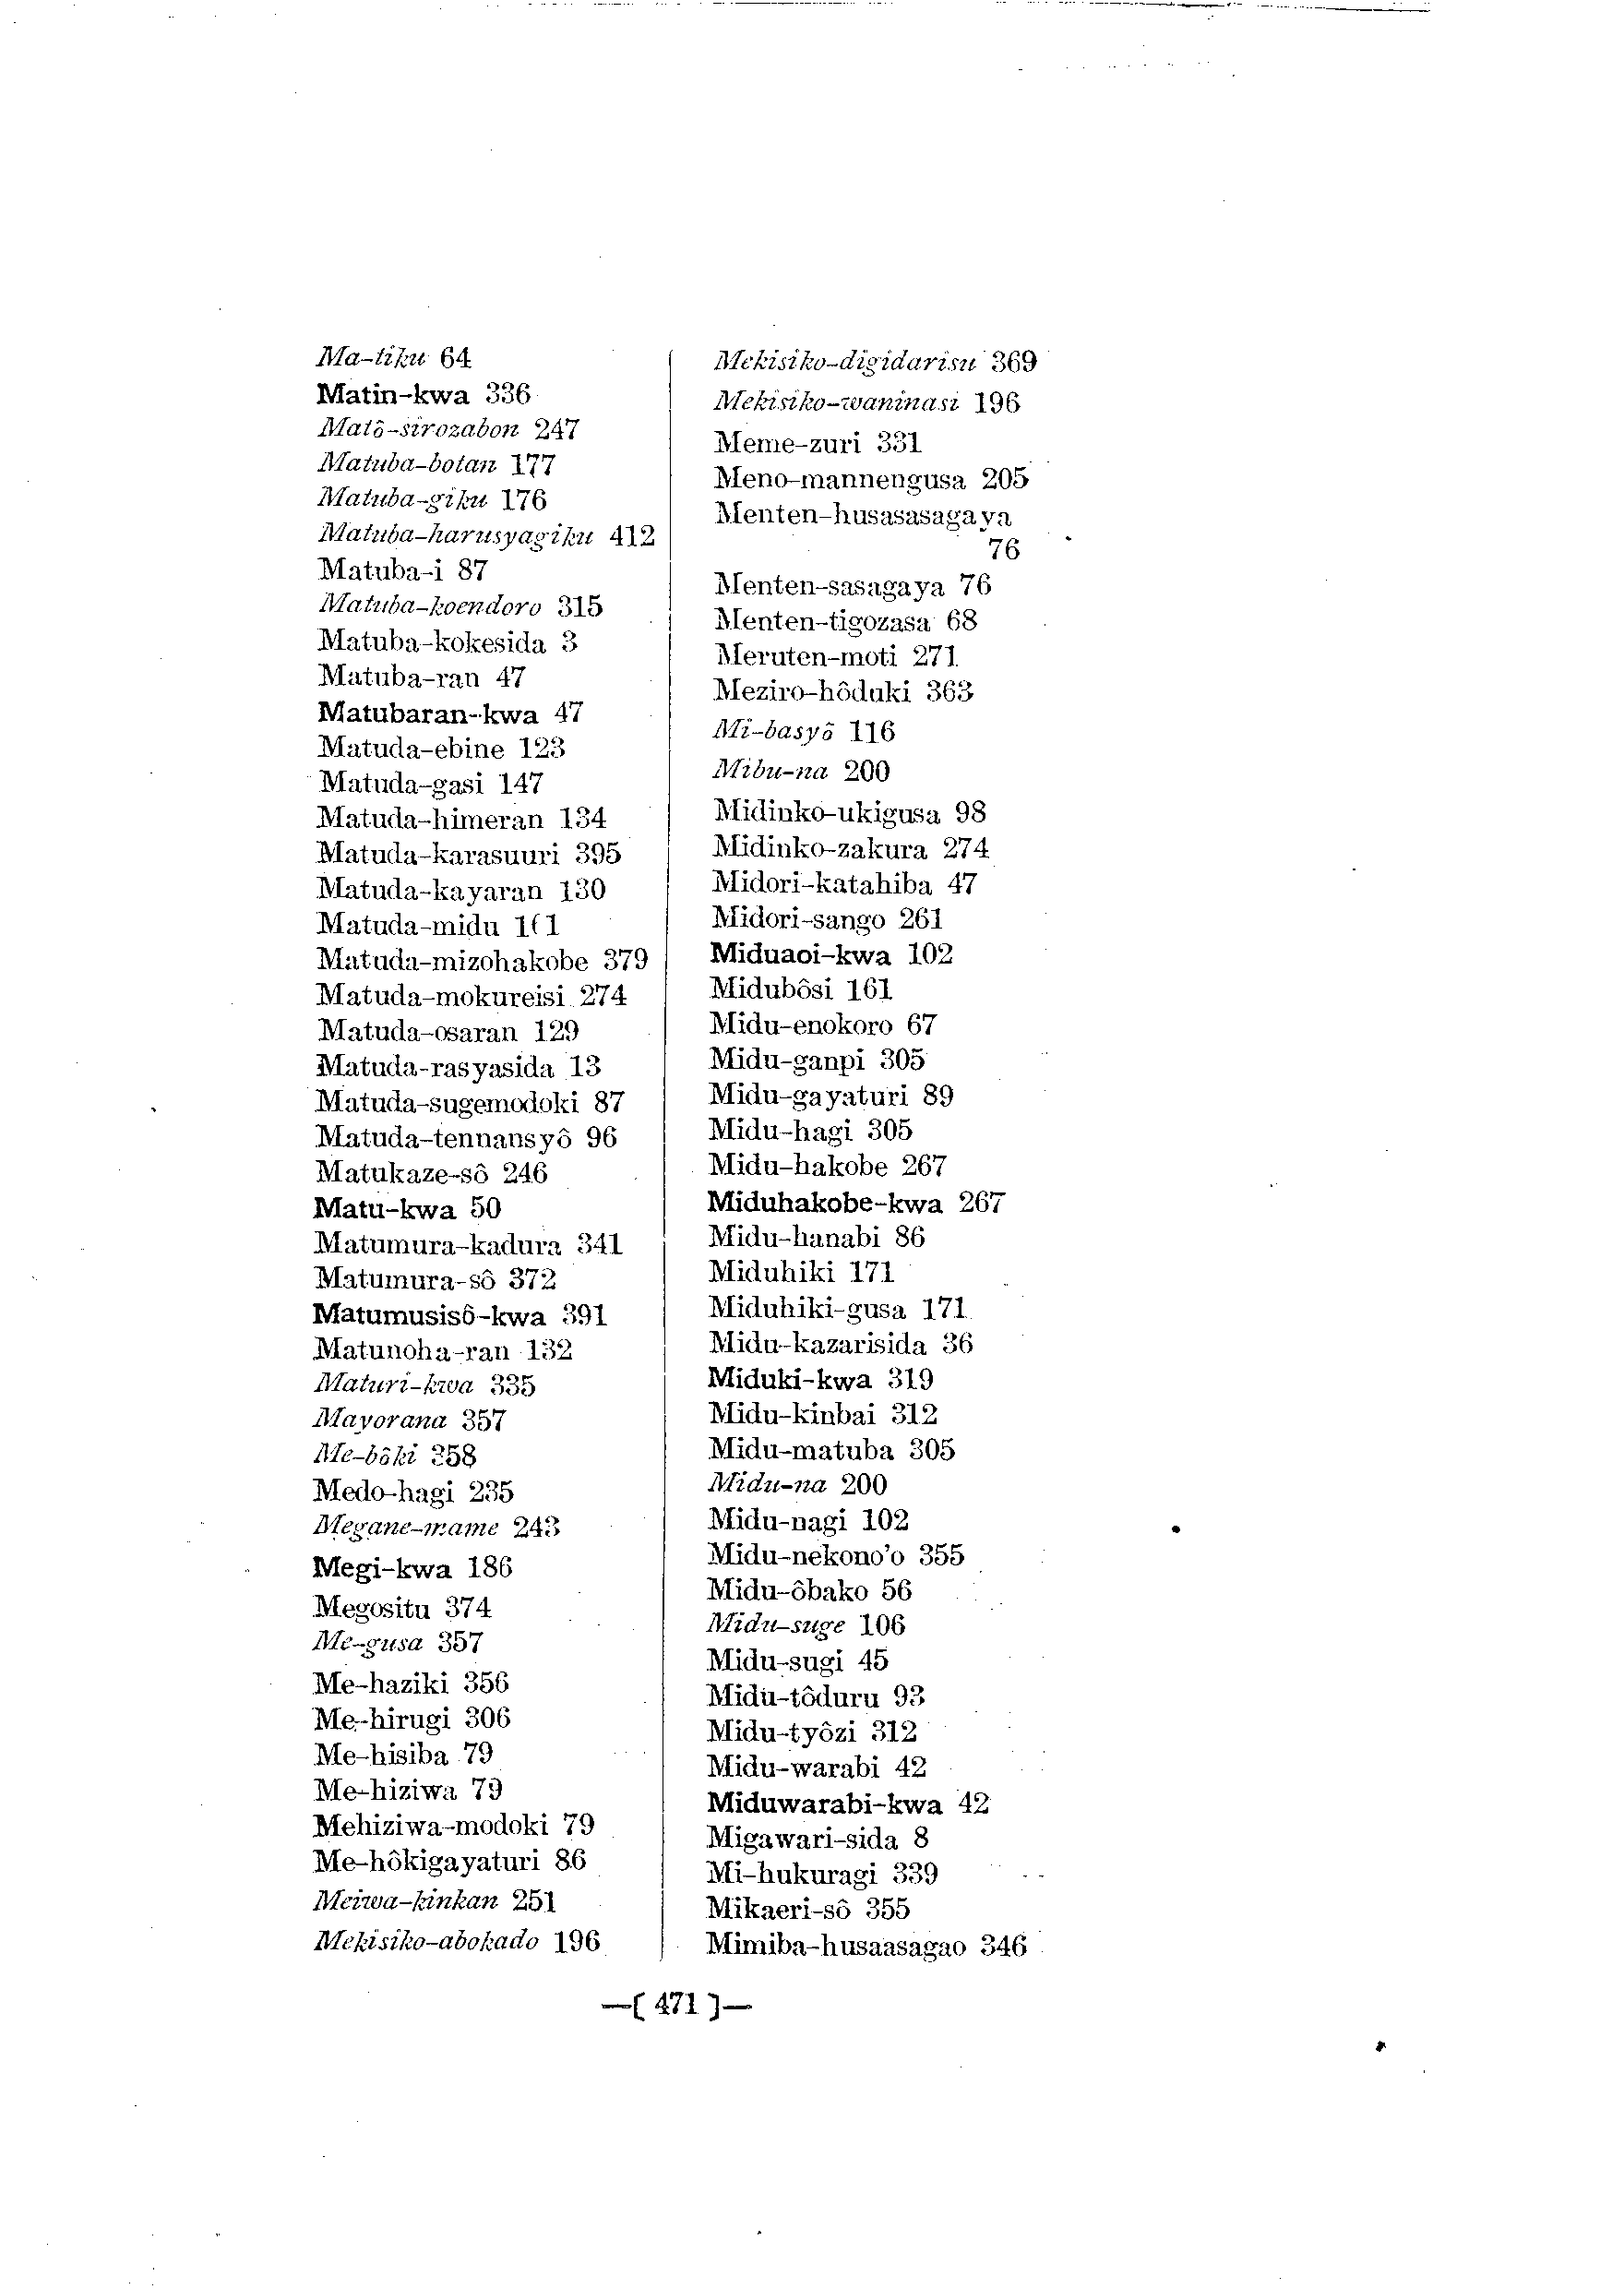 Ma-tiku 64
Matin-kwa 336
Matô-sirozabon 247
Matuba-botan 177
Matuba-giku 176
Matuba-harusyagiku 412
Matuba-i 87
Matuba-koendoro 315
Matuba-kokesida 3
Matuba-ran 47
Matubaran-kwa 47
Matuda-ebine 123
Matuda-gasi 147
Matuda-himeran 134
Matuda-karasuuri 395
Matuda-kayaran 130
Matuda-midu
Matuda-mizohakobe 379
Matuda-mokureisi 274
Matuda-osaran 129
Matuda-rasyasida 13
Matuda-sugemodoki 87
Matuda-tennansyô 96
Matukaze-sô 246
Matu-kwa 50
Matumura-kadura 341
Matumura-sô 372
Matumusisô-kwa 391
Matunoha-ran 132
Maturi-kwa 335
Mayorana 357
Me-bôki 358
Medo-hagi 235
Megane-mame 243
Megi-kwa 186
Megositu 374
Me-gusa 357
Me-haziki 356
Me-hirugi 306
Me-hisiba 79
Me-hiziwa 79
Mehiziwa-modoki 79
Me-hôkigayaturi 86
Meiwa-kinkan 251
Mekisiko-abokado 196
Mekisiko-digidarisu 369
Mekisiko-waninasi 196
Meme-zuri 331
Meno-mannengusa 205
Menten-husasasagaya
76
Menten-sasagaya 76
Menten-tigozasa 68
Meruten-moti 271
Meziro-hôduki 363
Mi-basyô 116
Mibu-na 200
Midinko-ukigusa 98
Midinko-zakura 274
Midori-katahiba 47
Midori-sango 261
Miduaoi-kwa 102
Midubôsi 161
Midu-enokoro 67
Midu-ganpi 305
Midu-gayaturi 89
Midu-hagi 305
Midu-hakobe 267
Miduhakobe-kwa 267
Midu-hanabi 86
Miduhiki 171
Miduhiki-gusa 171
Midu-kazarisida 36
Miduki-kwa 319
Midu-kinbai 312
Midu-matuba 305
Midu-na 200
Midu-nagi 102
Midu-nekono'o 355
Midu-ôbako 56
Midu-suge 106
Midu-sugi 45
Midu-tôduru 93
Midu-tyôzi 312
Midu-warabi 42
Miduwarabi-kwa 42
Migawari-sida 8
Mi-hukuragi 339
Mikaeri-sô 355
Mimiba-husaasagao 346
—( 471 )—